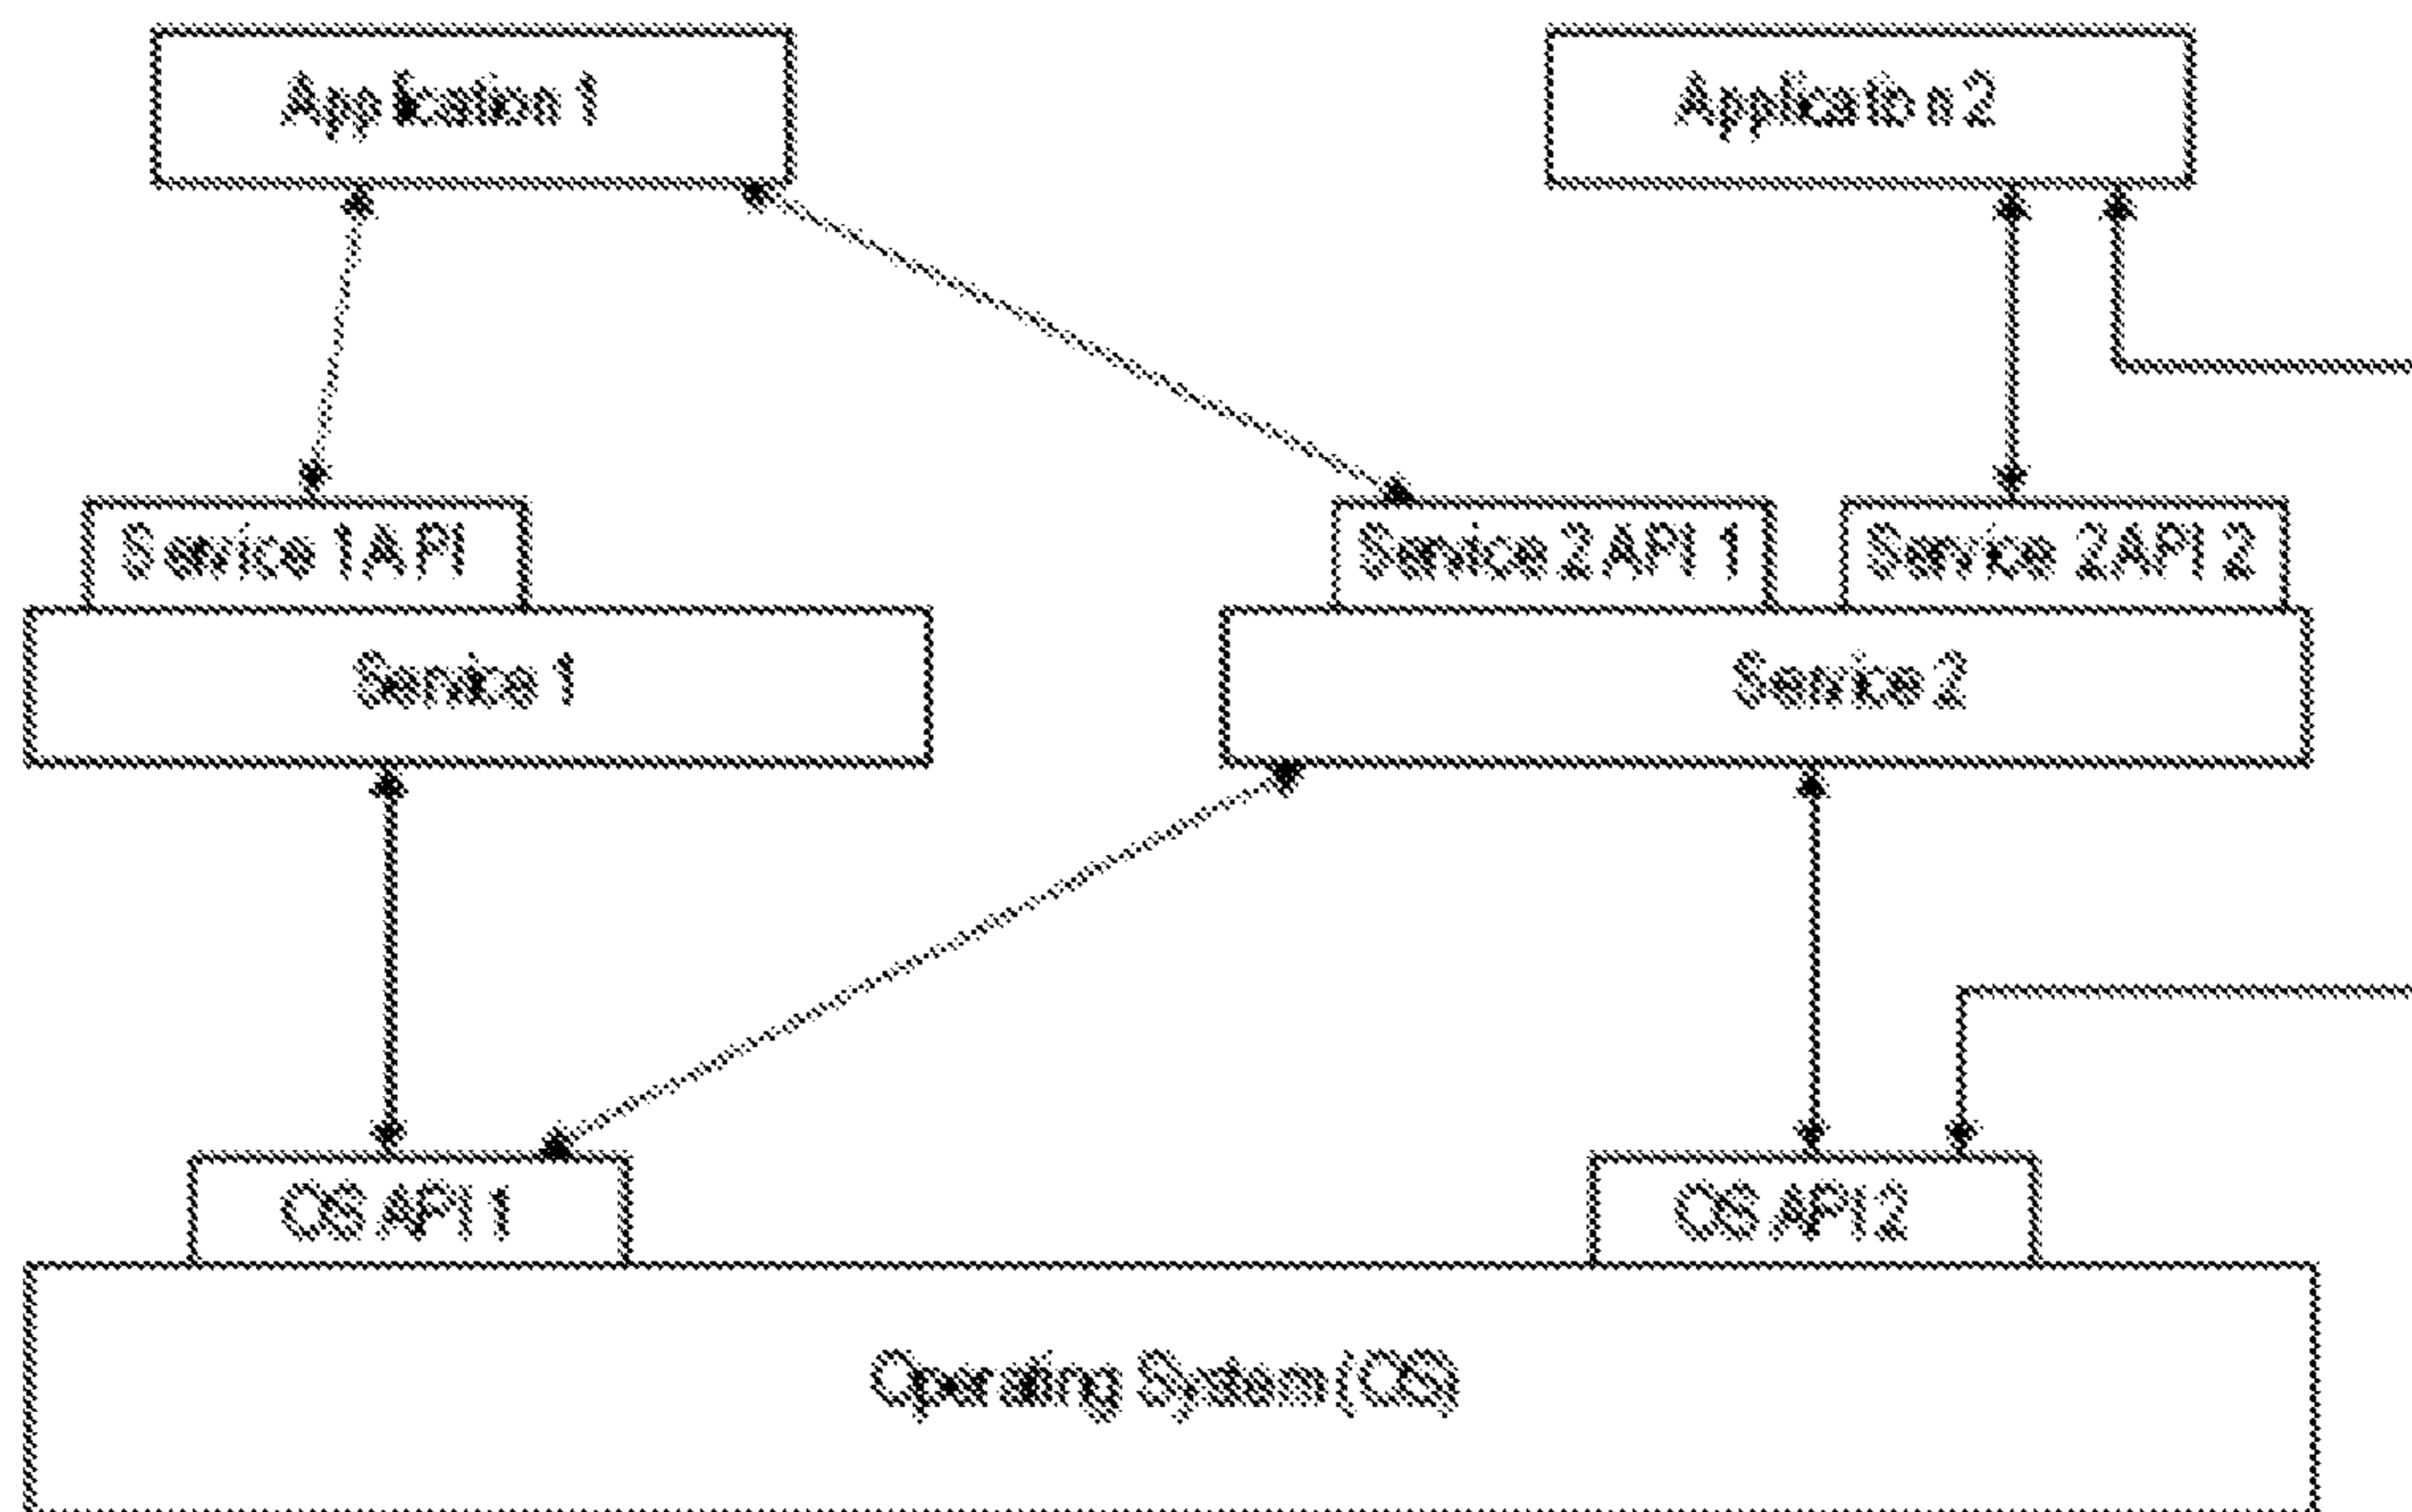 Application 1
Application 2
Service 1 API
Service 2 API 1
Service 2 API 2
Service 1
Service 2
OS API 1
OS API 2
Operating System (OS)